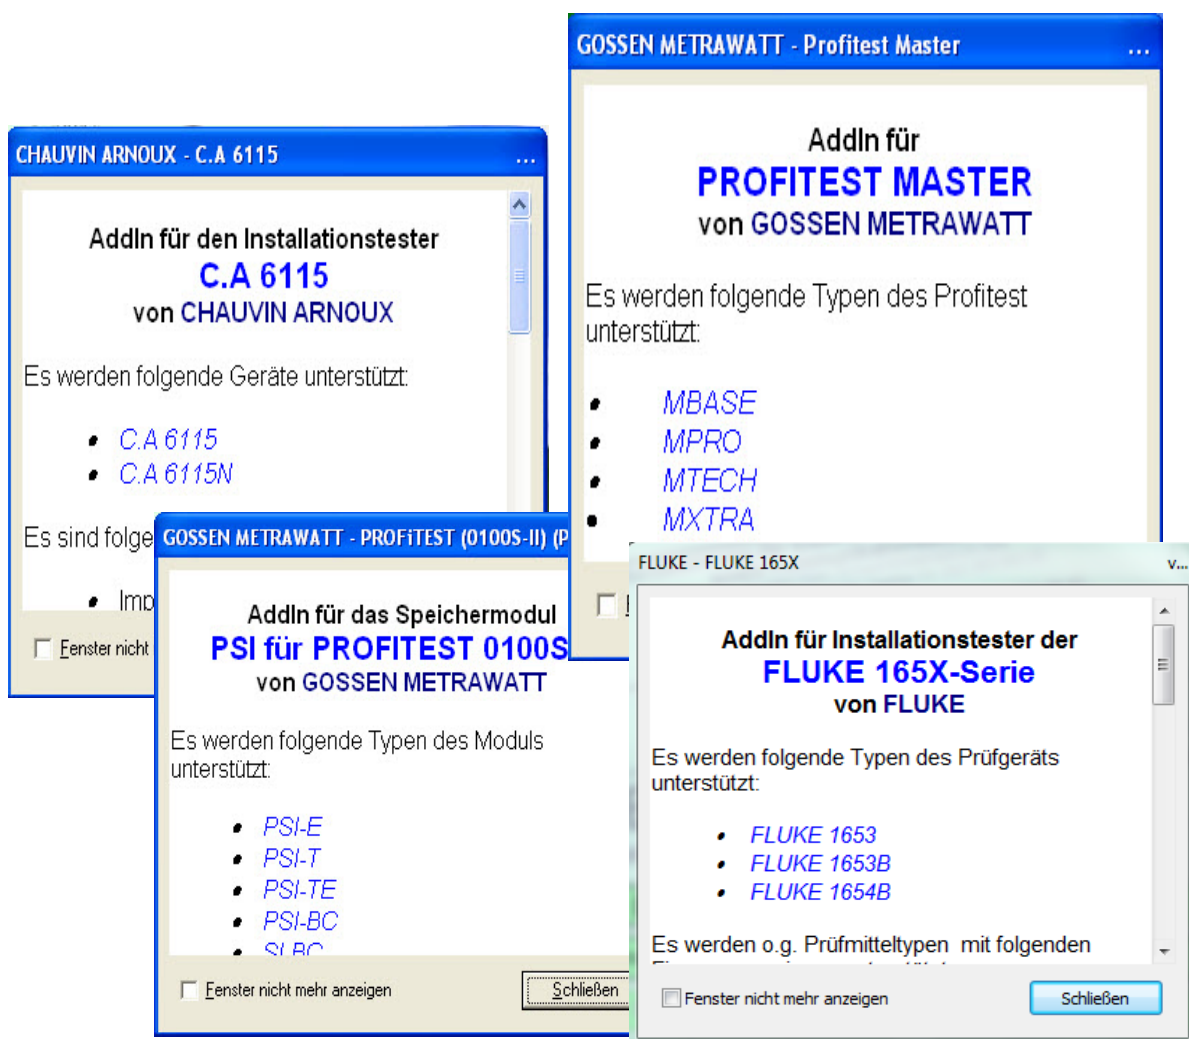 GOSSEN METRAWATT - Profitest Master ...
AddIn für
PROFITEST MASTER
von GOSSEN METRAWATT
Es werden folgende Typen des Profitest
unterstützt:
• MBASE
• MPRO
• MTECH
• MXTRA
CHAUVIN ARNOUX - C.A 6115 ...
AddIn für den Installationstester
C.A 6115
von CHAUVIN ARNOUX
Es werden folgende Geräte unterstützt:
• C.A 6115
• C.A 6115N
Es sind folge
• Imp
Fenster nicht
GOSSEN METRAWATT - PROFiTEST (0100S-II) (P
AddIn für das Speichermodul
PSI für PROFITEST 0100S
von GOSSEN METRAWATT
Es werden folgende Typen des Moduls
unterstützt:
• PSI-E
• PSI-T
• PSI-TE
• PSI-BC
• SI BC
Fenster nicht mehr anzeigen
Schließen
FLUKE - FLUKE 165X v...
AddIn für Installationstester der
FLUKE 165X-Serie
von FLUKE
Es werden folgende Typen des Prüfgeräts
unterstützt:
• FLUKE 1653
• FLUKE 1653B
• FLUKE 1654B
Es werden o.g. Prüfmitteltypen mit folgenden
Fenster nicht mehr anzeigen
Schließen